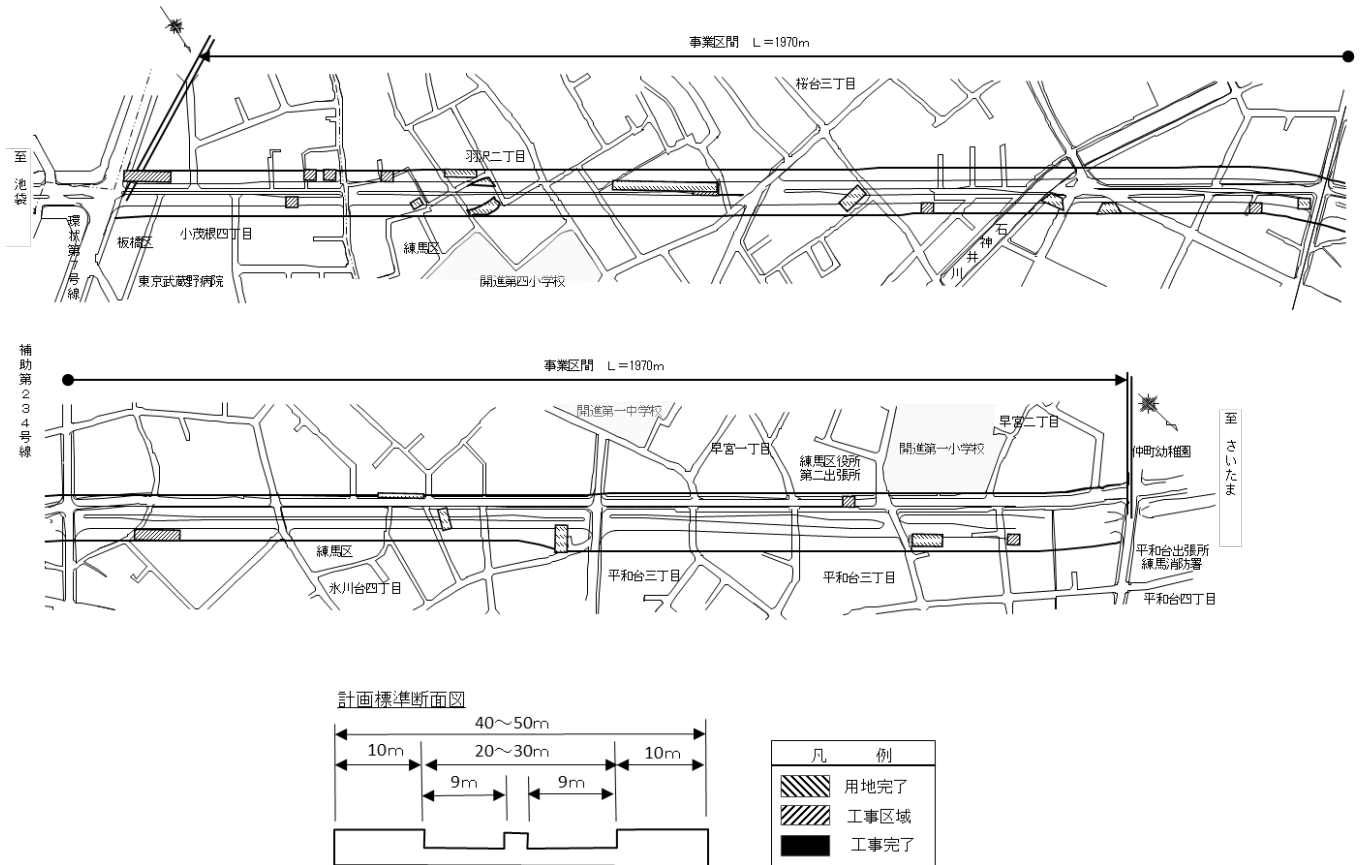 事業区間 L=1970m
桜台三丁目
羽沢二丁目
至 池袋
環状第7号線
板橋区
小茂根四丁目
練馬区
石神井川
東京武蔵野病院
開進第四小学校
補助第234号線
事業区間 L=1970m
開進第一中学校
早宮一丁目
練馬区役所
第二出張所
開進第一小学校
早宮二丁目
仲町幼稚園
至 さいたま
練馬区
氷川台四丁目
平和台三丁目
平和台三丁目
平和台出張所
練馬消防署
平和台四丁目
計画標準断面図
40~50m
10m
20~30m
10m
9m
9m
凡 例
用地完了
工事区域
工事完了